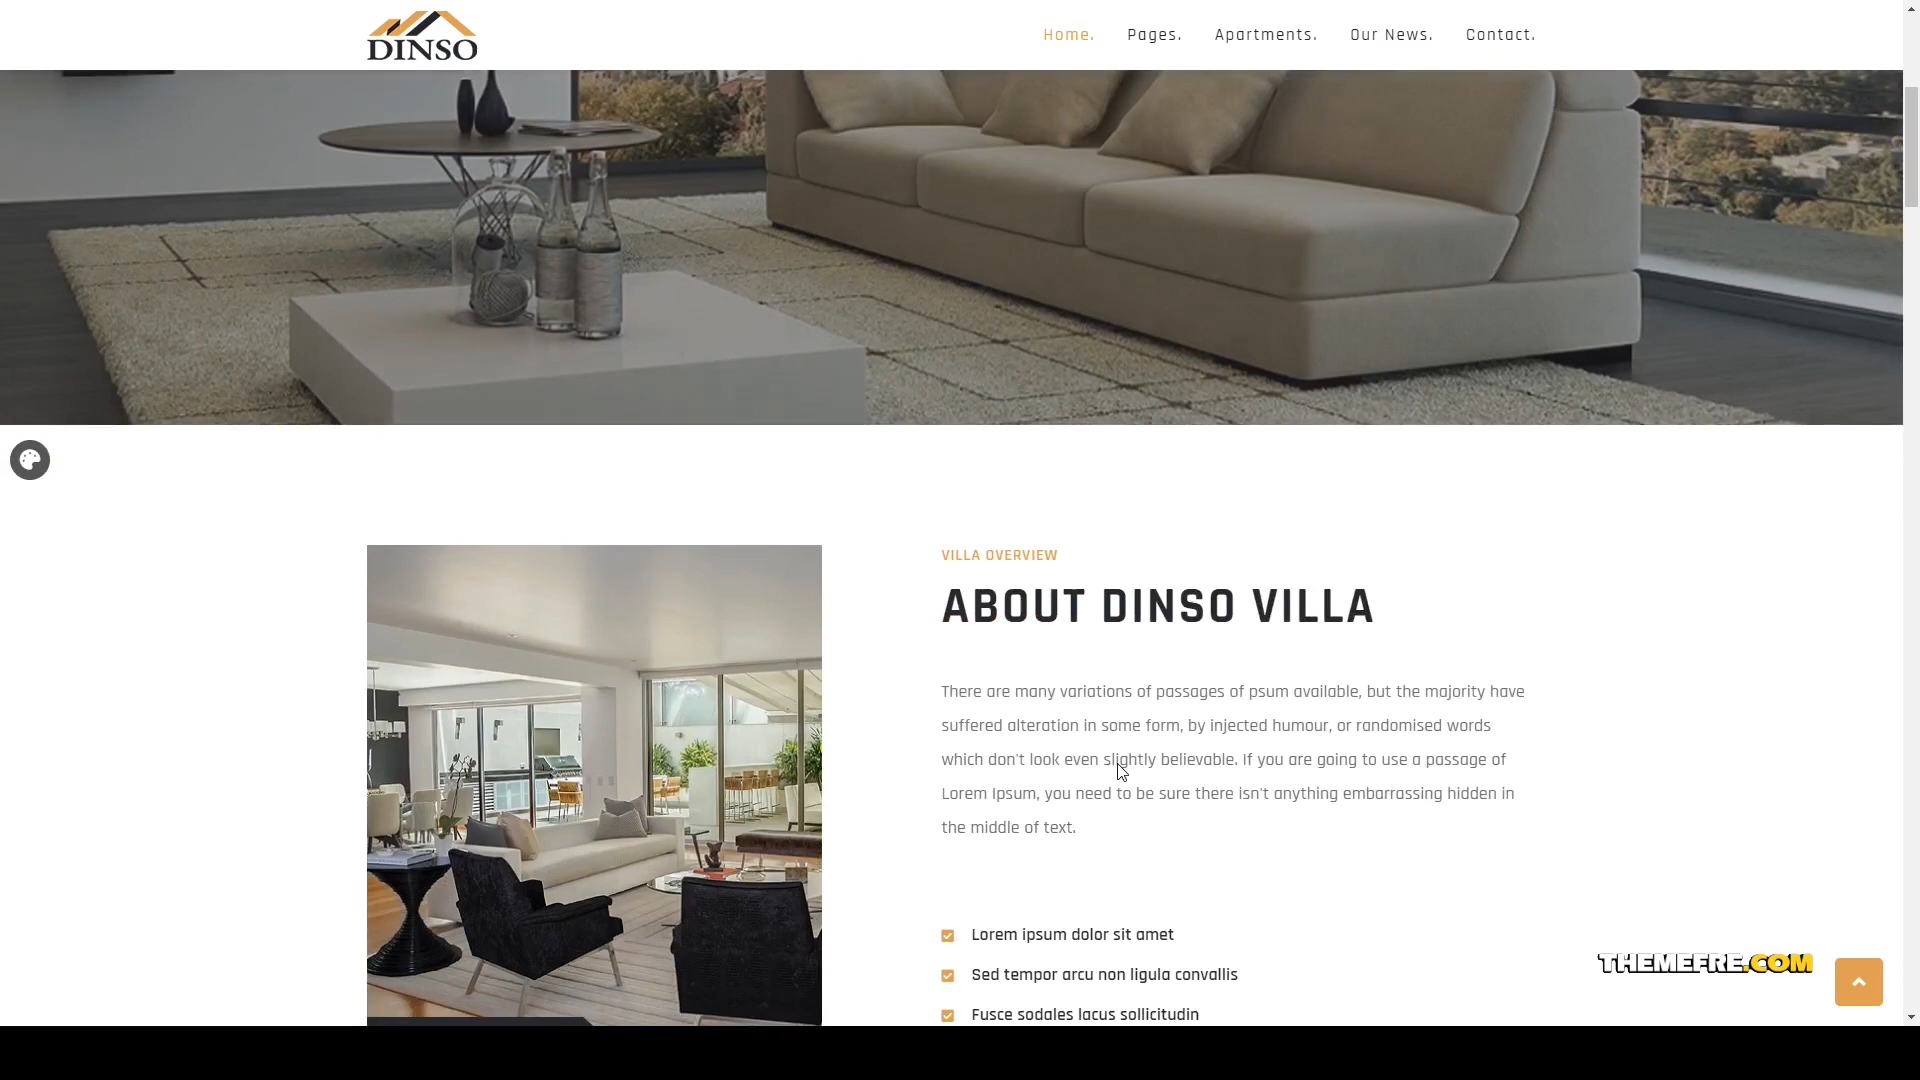 DINSO
Home. Pages. Apartments. Our News. Contact.
VILLA OVERVIEW
ABOUT DINSO VILLA
There are many variations of passages of psum available, but the majority have
suffered alteration in some form, by injected humour, or randomised words
which don't look even slightly believable. If you are going to use a passage of
Lorem Ipsum, you need to be sure there isn't anything embarrassing hidden in
the middle of text.
Lorem ipsum dolor sit amet
Sed tempor arcu non ligula convallis
Fusce sodales lacus sollicitudin
THEMEFRE.COM